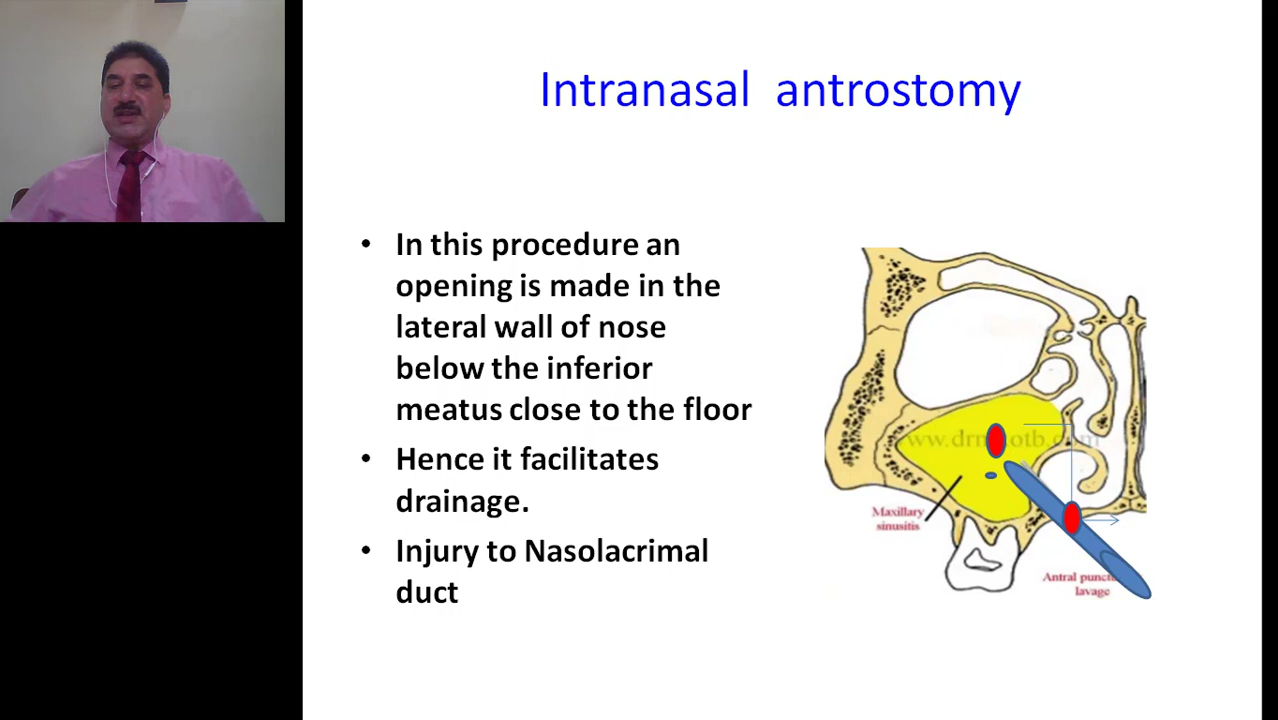 Intranasal antrostomy
• In this procedure an
opening is made in the
lateral wall of nose
below the inferior
meatus close to the floor
• Hence it facilitates
drainage.
• Injury to Nasolacrimal
duct
Maxillary
sinusitis
Antral
lavage